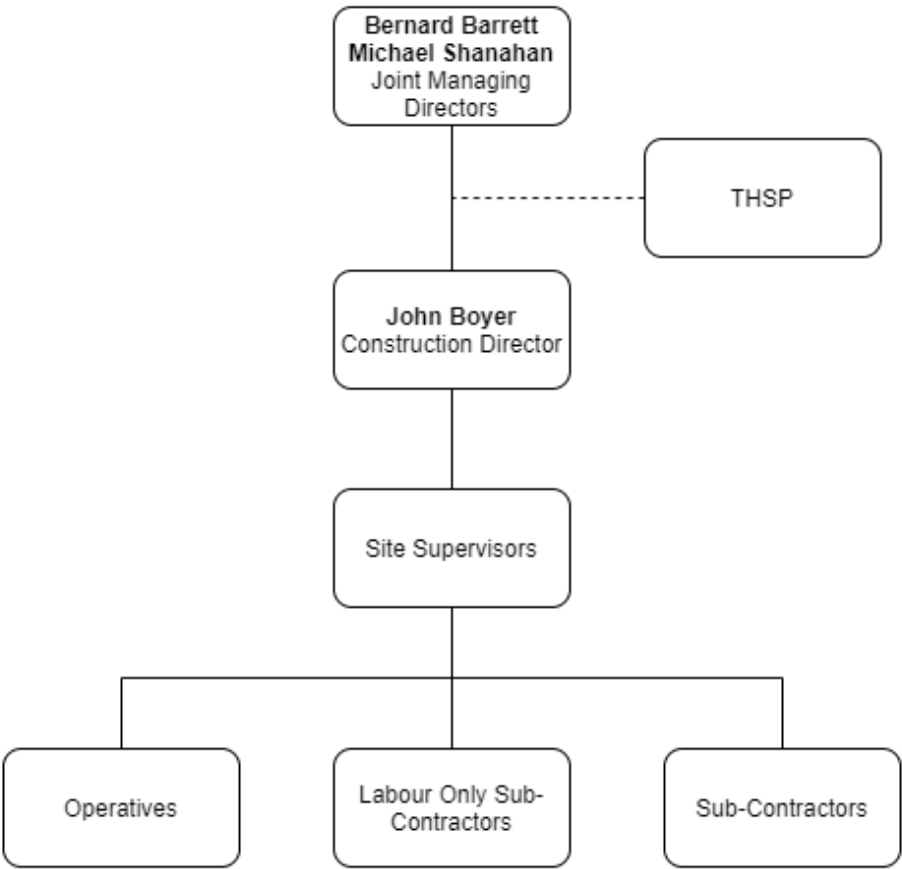 Bernard Barrett
Michael Shanahan
Joint Managing
Directors
THSP
John Boyer
Construction Director
Site Supervisors
Operatives
Labour Only Sub-
Contractors
Sub-Contractors